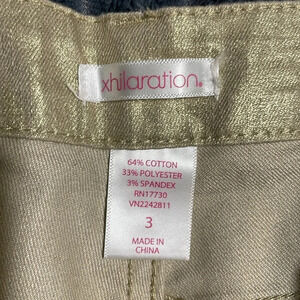 xhilaration.
64% COTTON
33% POLYESTER
3% SPANDEX
RN17730
VN2242811
3
MADE IN
CHINA